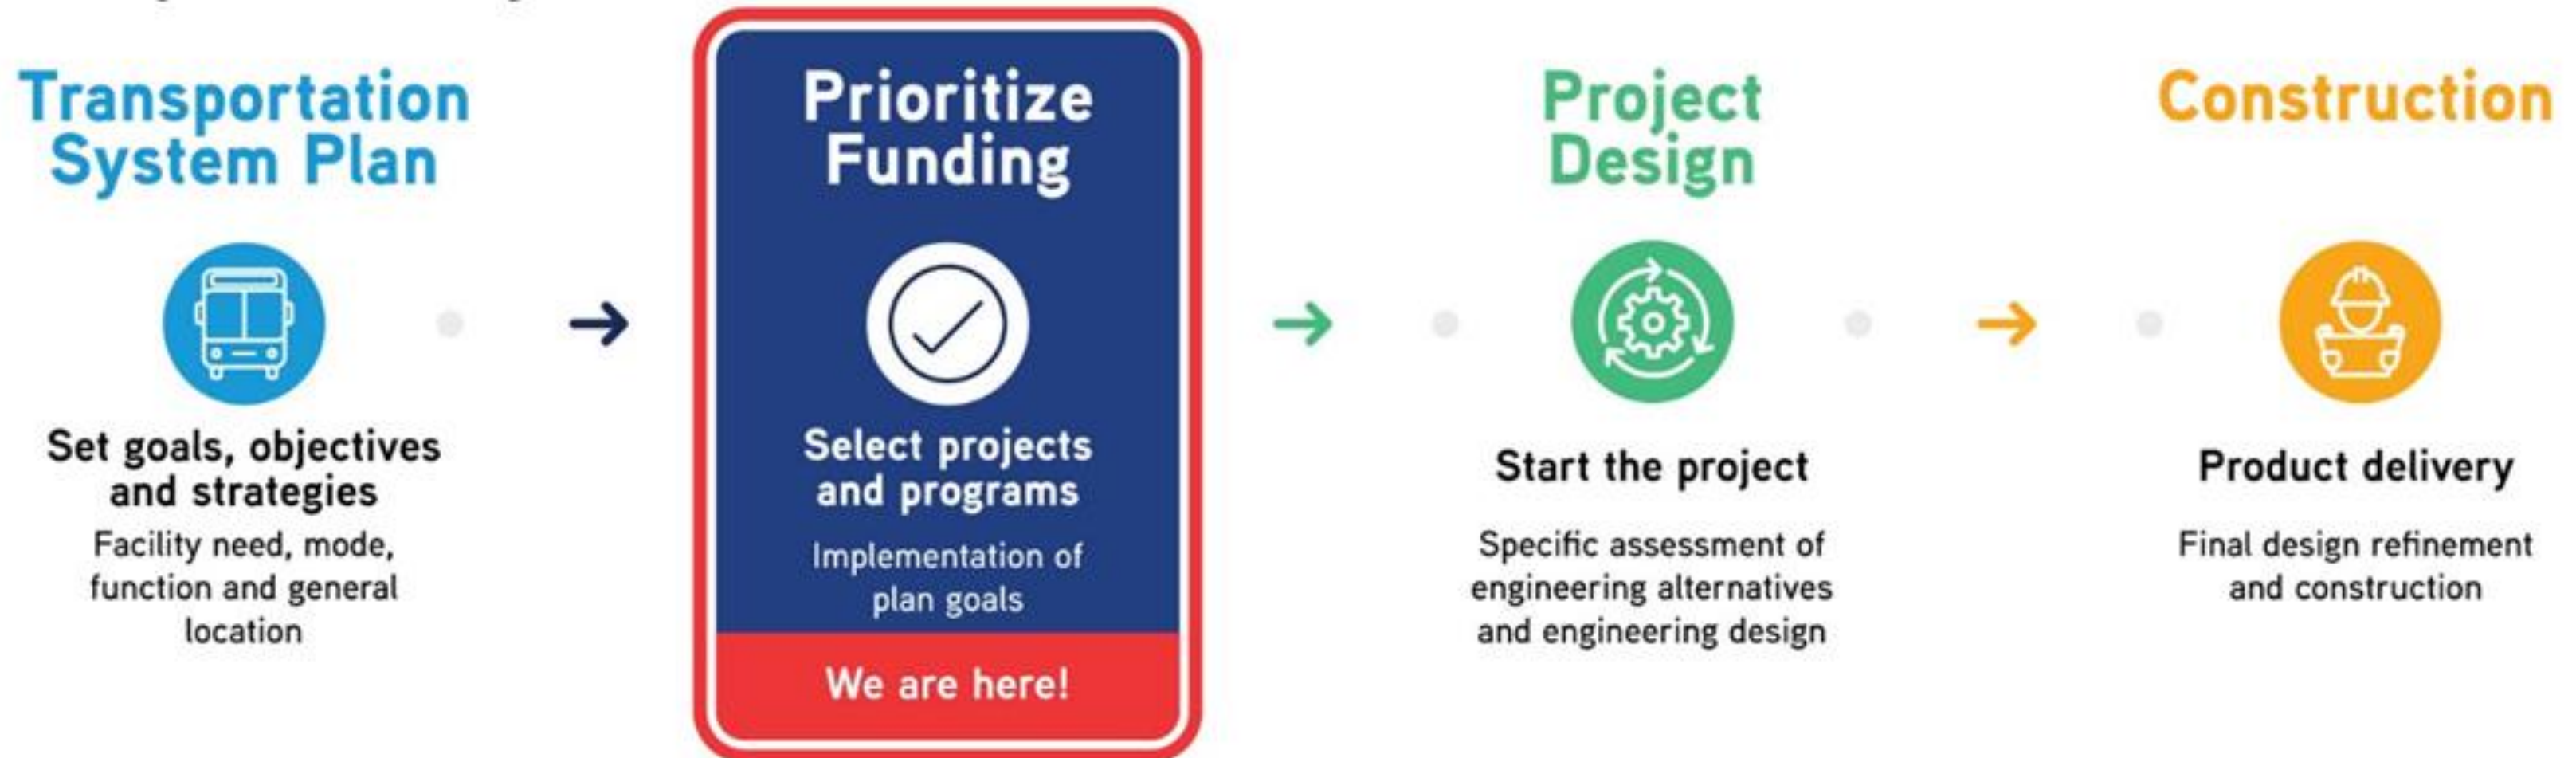 Transportation
System Plan
Set goals, objectives
and strategies
Facility need, mode,
function and general
location
Prioritize
Funding
Select projects
and programs
Implementation of
plan goals
We are here!
Project
Design
Start the project
Specific assessment of
engineering alternatives
and engineering design
Construction
Product delivery
Final design refinement
and construction